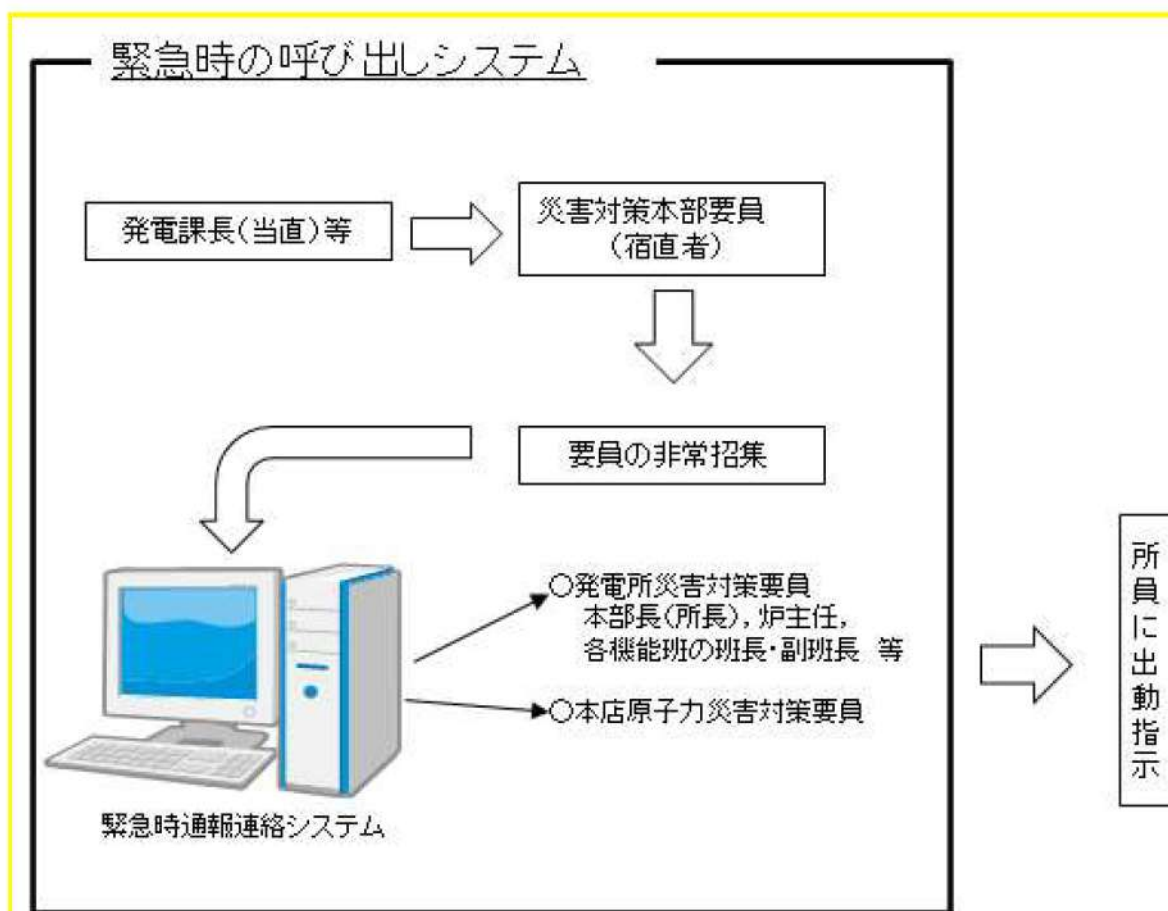 緊急時の呼び出しシステム
発電課長(当直)等
災害対策本部要員
(宿直者)
要員の非常招集
○発電所災害対策要員
本部長(所長),炉主任,
各機能班の班長・副班長 等
○本店原子力災害対策要員
緊急時通報連絡システム
所員に出動指示